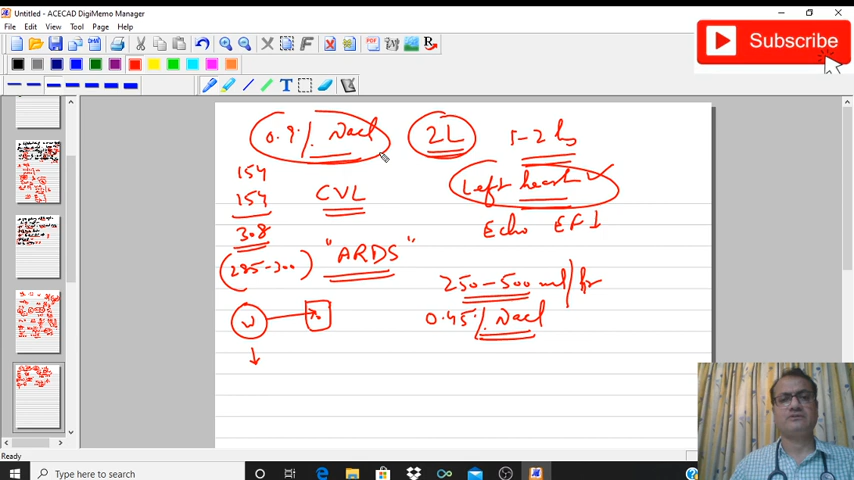 Untitled - ACECAD DigiMemo Manager
File Edit View Tool Page Help
Subscribe
0.9% Nacl 2L 1-2 hs
154
154 CVL Left heart
308 Echo EF↓
(285-300) "ARDS"
250-500 ml/hr
W
0.45% Nacl
↓
Ready
Type here to search